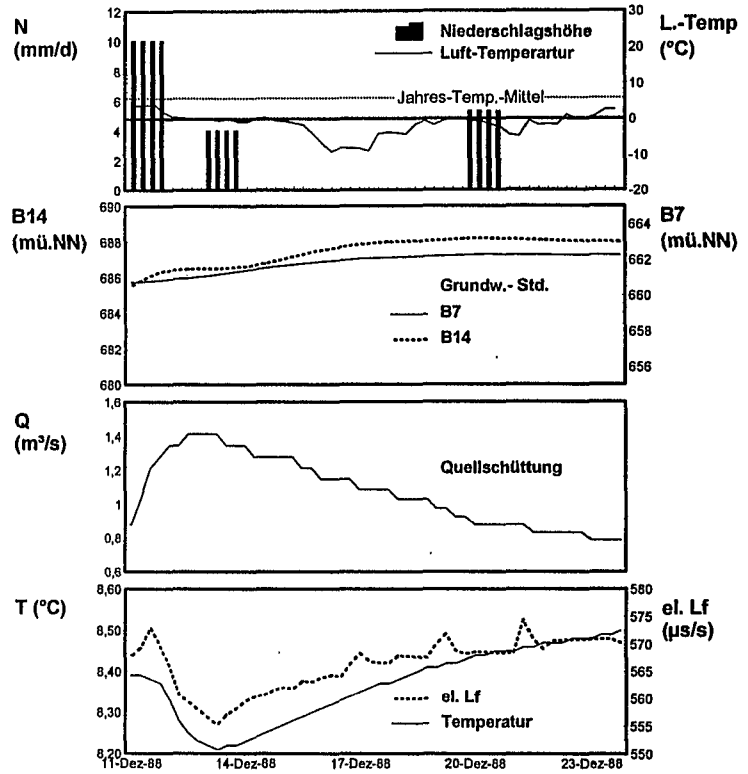 N
(mm/d)
12
10
8
6
4
2
0
Niederschlagshöhe
Luft-Temperartur
Jahres-Temp.-Mittel
30
20
10
0
-10
-20
L.-Temp
(°C)
B14
(mü.NN)
690
688
686
684
682
680
Grundw.- Std.
B7
B14
664
662
660
658
656
B7
(mü.NN)
Q
(m³/s)
1,6
1,4
1,2
1
0,8
0,6
Quellschüttung
T (°C)
8,60
8,50
8,40
8,30
8,20
el. Lf
Temperatur
580
575
570
565
560
555
550
el. Lf
(µs/s)
11-Dez-88
14-Dez-88
17-Dez-88
20-Dez-88
23-Dez-88